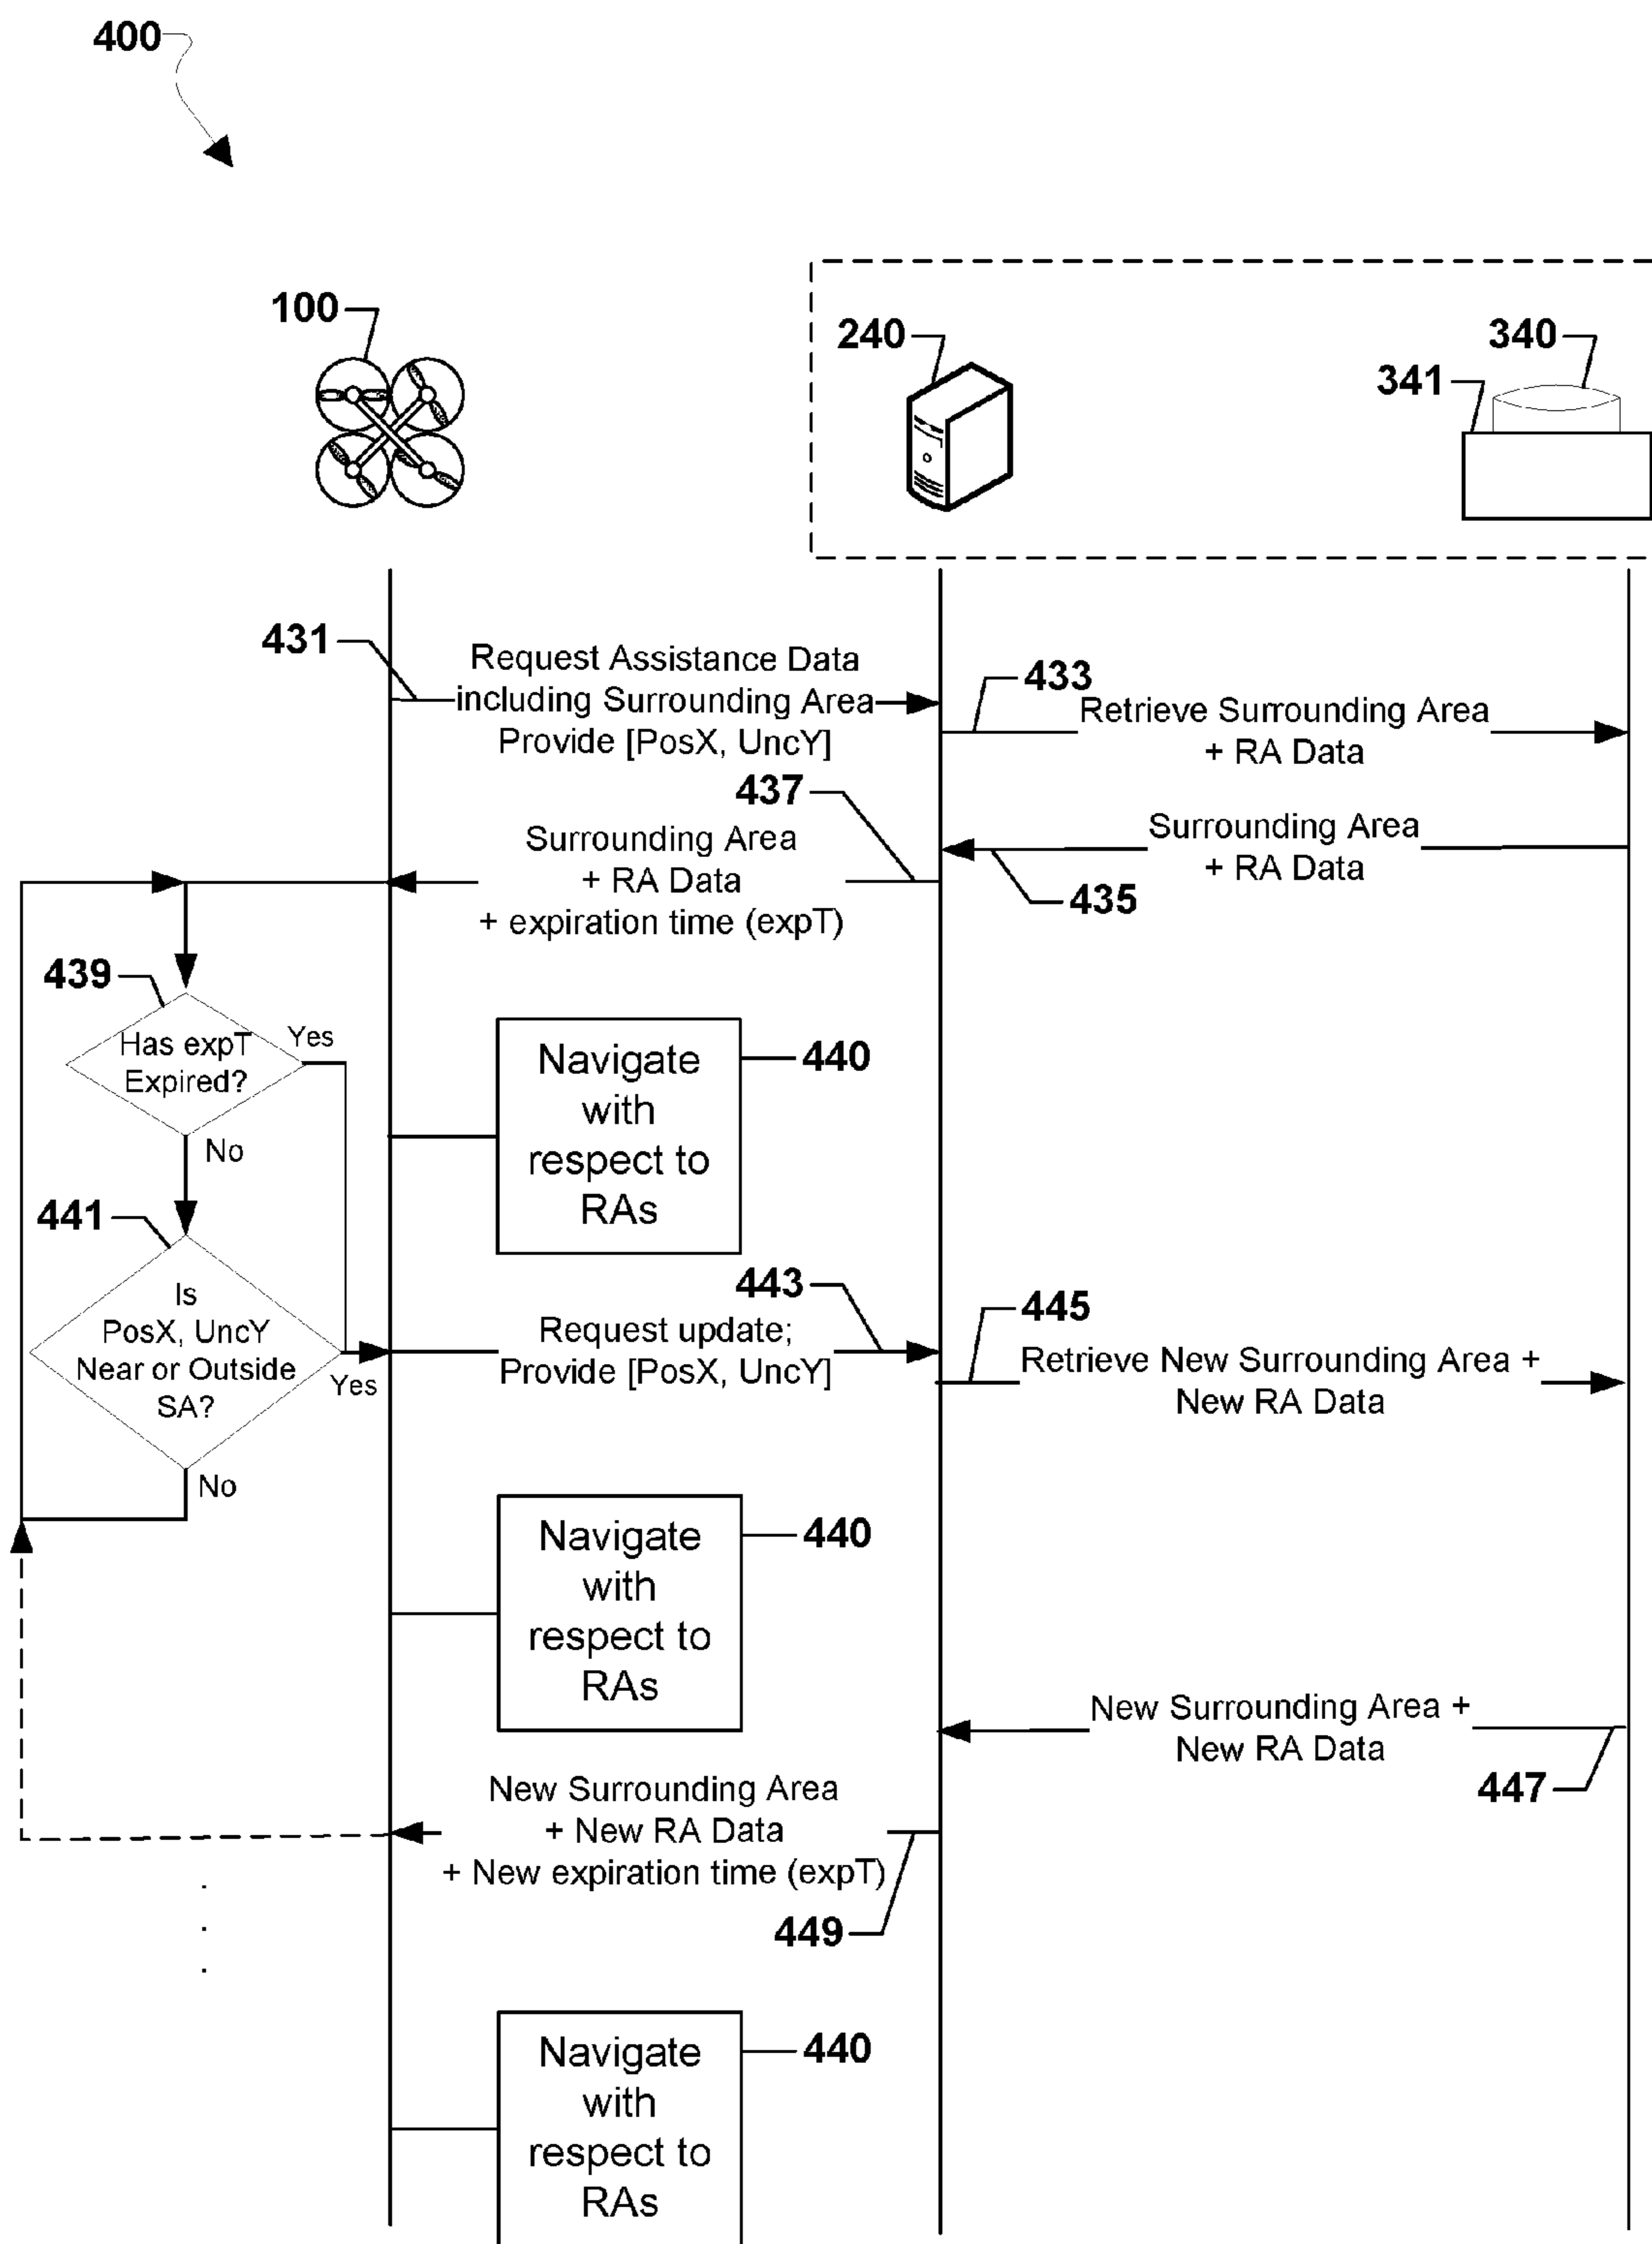 400
100
240
340
341
431
Request Assistance Data
including Surrounding Area
Provide [PosX, UncY]
433
Retrieve Surrounding Area
+ RA Data
437
Surrounding Area
+ RA Data
+ expiration time (expT)
Surrounding Area
+ RA Data
435
439
Has expT
Expired?
Yes
No
Navigate
with
respect to
RAs
440
441
Is
PosX, UncY
Near or Outside
SA?
Yes
No
443
Request update;
Provide [PosX, UncY]
445
Retrieve New Surrounding Area +
New RA Data
Navigate
with
respect to
RAs
440
New Surrounding Area +
New RA Data
447
New Surrounding Area
+ New RA Data
+ New expiration time (expT)
449
.
.
.
Navigate
with
respect to
RAs
440